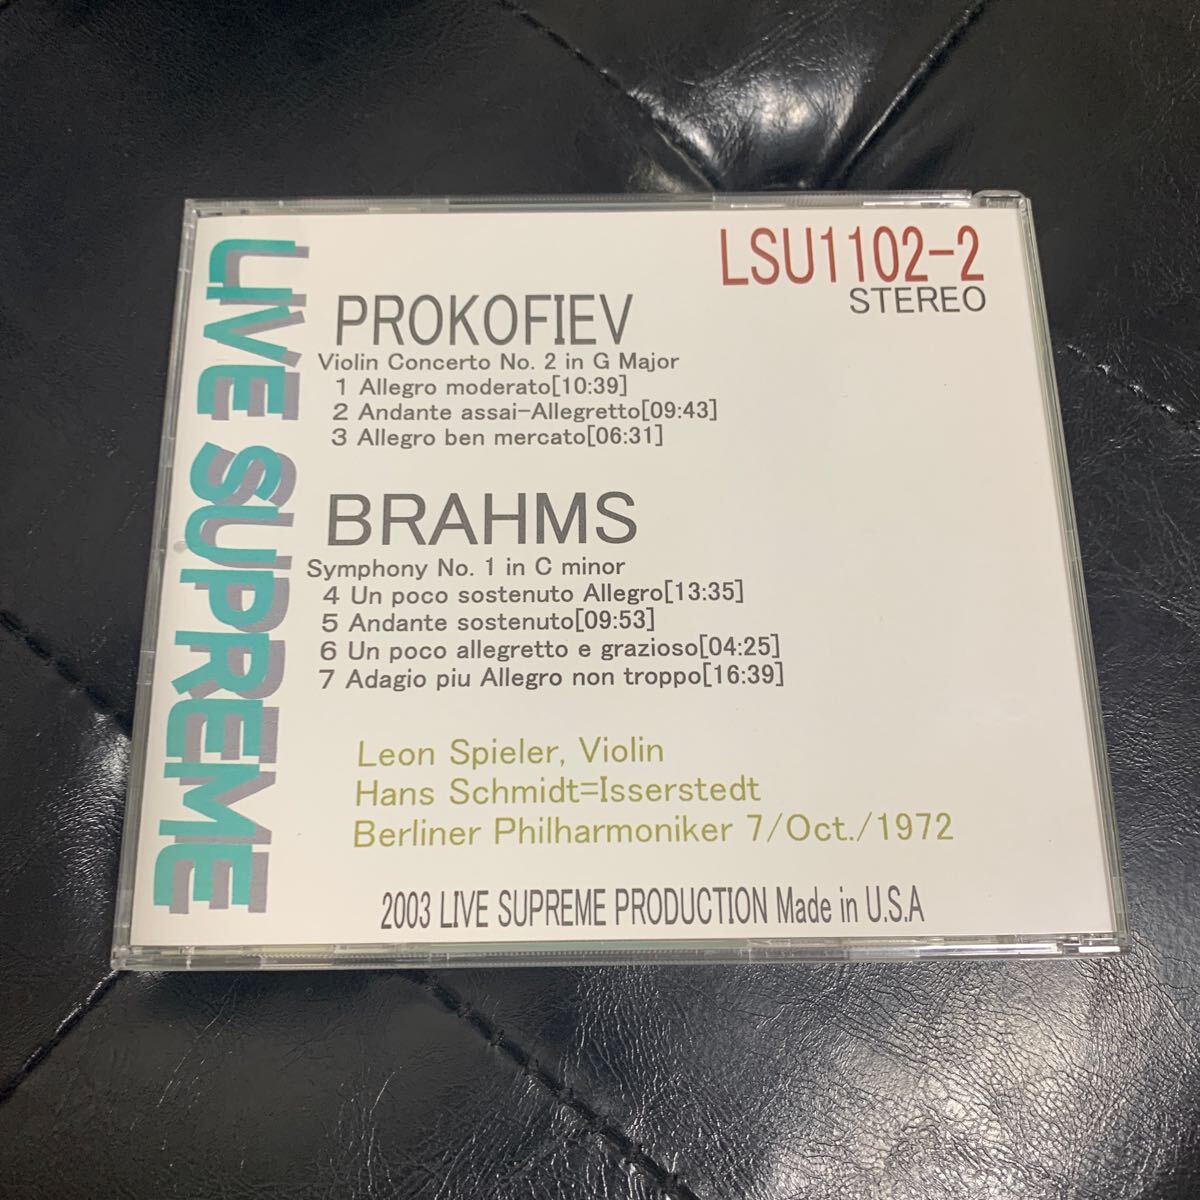 LIVE SUPREME
LSU1102-2
STEREO
PROKOFIEV
Violin Concerto No. 2 in G Major
1 Allegro moderato[10:39]
2 Andante assai-Allegretto[09:43]
3 Allegro ben mercato[06:31]
BRAHMS
Symphony No. 1 in C minor
4 Un poco sostenuto Allegro[13:35]
5 Andante sostenuto[09:53]
6 Un poco allegretto e grazioso[04:25]
7 Adagio piu Allegro non troppo[16:39]
Leon Spieler, Violin
Hans Schmidt=Isserstedt
Berliner Philharmoniker 7/Oct./1972
2003 LIVE SUPREME PRODUCTION Made in U.S.A